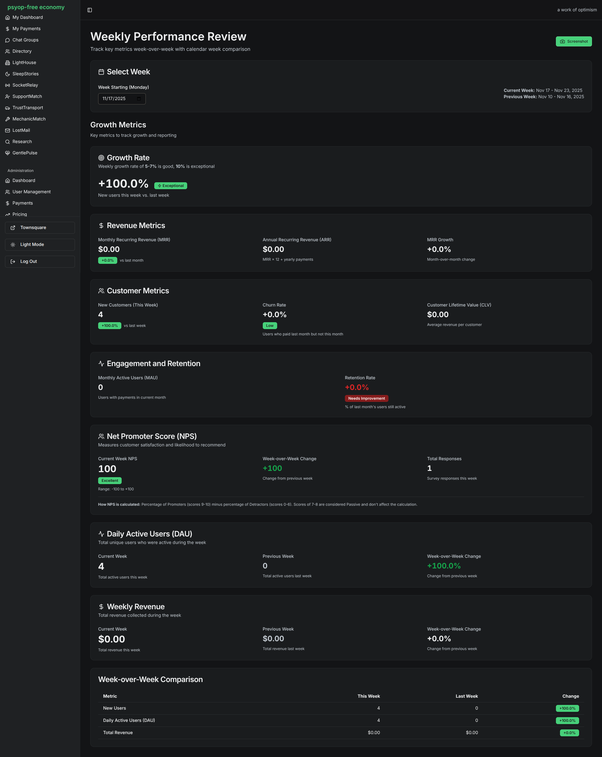 psyop-free economy
My Dashboard
My Payments
Chat Groups
Directory
LightHouse
SleepStories
SocketRelay
SupportMatch
TrustTransport
MechanicMatch
LostMail
Research
GentlePulse
Administration
Dashboard
User Management
Payments
Pricing
Townsquare
Light Mode
Log Out
a work of optimism
Weekly Performance Review
Track key metrics week-over-week with calendar week comparison
Screenshot
Select Week
Week Starting (Monday)
11/17/2025
Current Week: Nov 17 - Nov 23, 2025
Previous Week: Nov 10 - Nov 16, 2025
Growth Metrics
Key metrics to track growth and reporting
Growth Rate
Weekly growth rate of 5-7% is good, 10% is exceptional
+100.0% Exceptional
New users this week vs. last week
Revenue Metrics
Monthly Recurring Revenue (MRR)
$0.00
+0.0% vs last month
Annual Recurring Revenue (ARR)
$0.00
MRR × 12 + yearly payments
MRR Growth
+0.0%
Month-over-month change
Customer Metrics
New Customers (This Week)
4
+100.0% vs last week
Churn Rate
+0.0%
Low
Users who paid last month but not this month
Customer Lifetime Value (CLV)
$0.00
Average revenue per customer
Engagement and Retention
Monthly Active Users (MAU)
0
Users with payments in current month
Retention Rate
+0.0%
Needs Improvement
% of last month's users still active
Net Promoter Score (NPS)
Measures customer satisfaction and likelihood to recommend
Current Week NPS
100
Excellent
Range: -100 to +100
Week-over-Week Change
+100
Change from previous week
Total Responses
1
Survey responses this week
How NPS is calculated: Percentage of Promoters (scores 9-10) minus percentage of Detractors (scores 0-6). Scores of 7-8 are considered Passive and don't affect the calculation.
Daily Active Users (DAU)
Total unique users who were active during the week
Current Week
4
Total active users this week
Previous Week
0
Total active users last week
Week-over-Week Change
+100.0%
Change from previous week
Weekly Revenue
Total revenue collected during the week
Current Week
$0.00
Total revenue this week
Previous Week
$0.00
Total revenue last week
Week-over-Week Change
+0.0%
Change from previous week
Week-over-Week Comparison
Metric This Week Last Week Change
New Users 4 0 +100.0%
Daily Active Users (DAU) 4 0 +100.0%
Total Revenue $0.00 $0.00 +0.0%